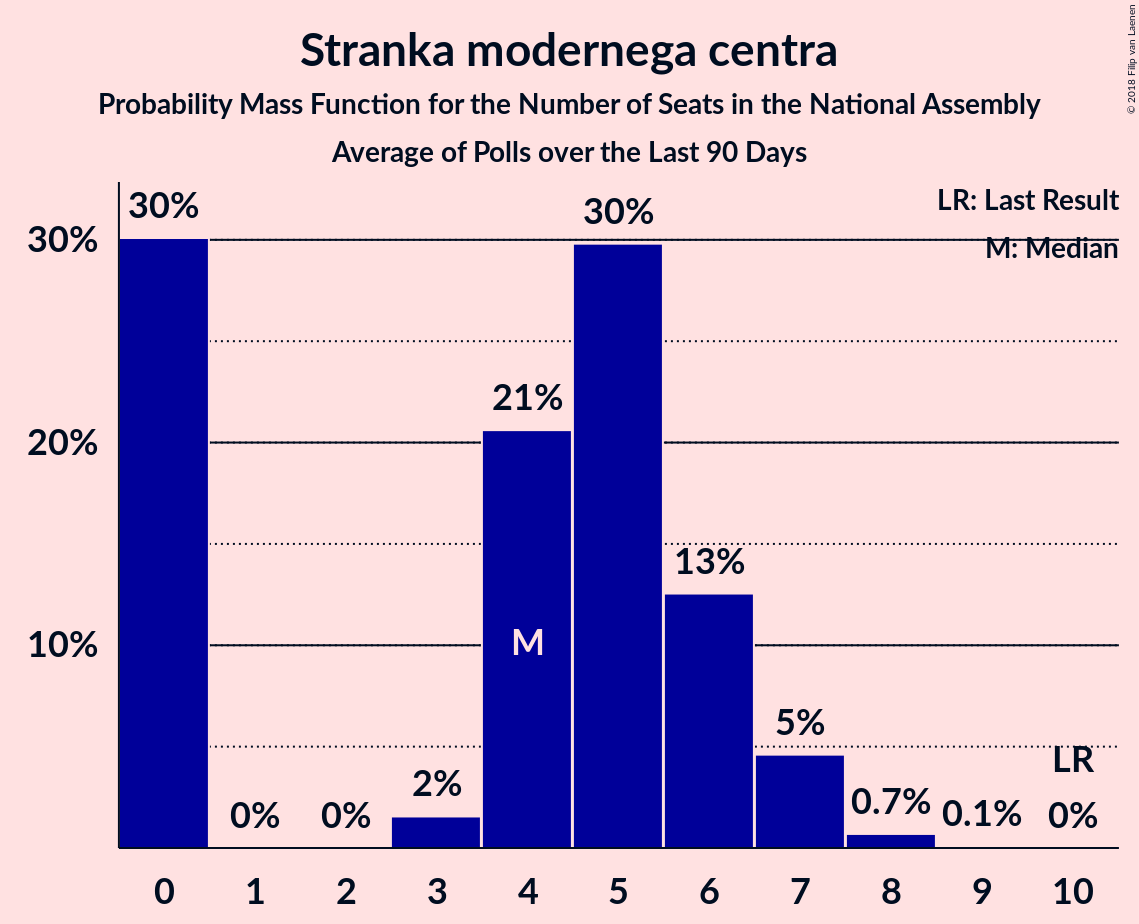 Stranka modernega centra
Probability Mass Function for the Number of Seats in the National Assembly
Average of Polls over the Last 90 Days
© 2018 Filip van Laenen
LR: Last Result
M: Median
30%
20%
10%
30%
0%
0%
2%
21%
30%
13%
5%
0.7%
0.1%
0%
M
LR
0 1 2 3 4 5 6 7 8 9 10